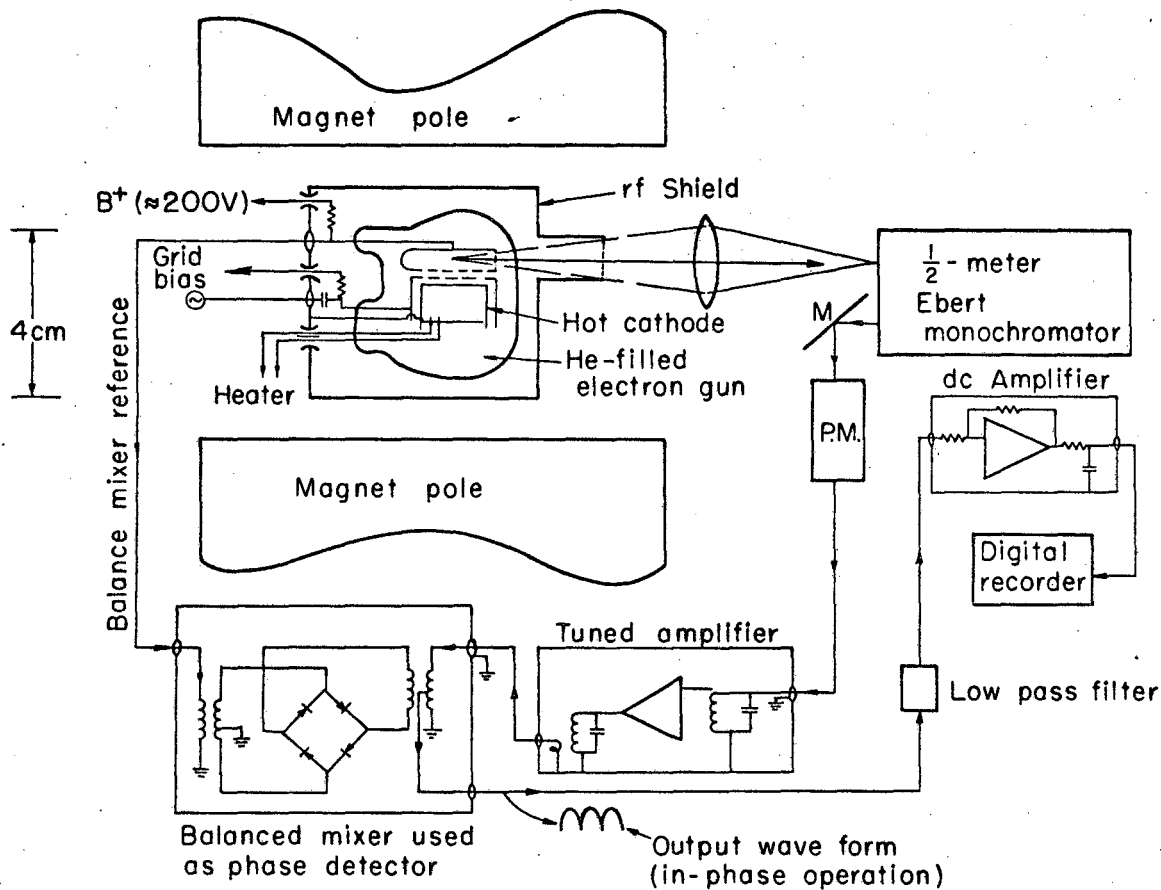 Magnet pole
B+ (≈200V)
rf Shield
Grid
bias
4cm
Hot cathode
He-filled
electron gun
Heater
1/2-meter
Ebert
monochromator
M
P.M.
dc Amplifier
Digital
recorder
Magnet pole
Balance mixer reference
Tuned amplifier
Low pass filter
Balanced mixer used
as phase detector
Output wave form
(in-phase operation)